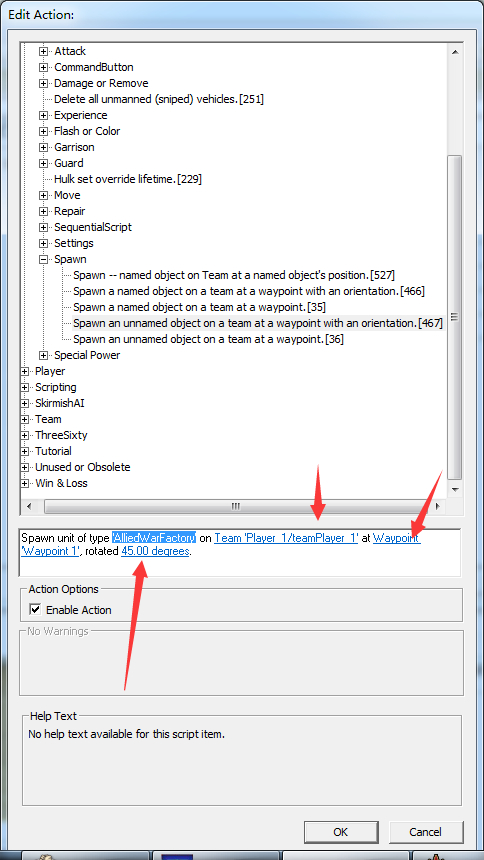 Edit Action:
Attack
CommandButton
Damage or Remove
Delete all unmanned (sniped) vehicles.[251]
Experience
Flash or Color
Garrison
Guard
Hulk set override lifetime.[229]
Move
Repair
SequentialScript
Settings
Spawn
Spawn -- named object on Team at a named object's position.[527]
Spawn a named object on a team at a waypoint with an orientation.[466]
Spawn a named object on a team at a waypoint.[35]
Spawn an unnamed object on a team at a waypoint with an orientation.[467]
Spawn an unnamed object on a team at a waypoint.[36]
Special Power
Player
Scripting
SkirmishAI
Team
ThreeSixty
Tutorial
Unused or Obsolete
Win & Loss
Spawn unit of type 'AlliedWarFactory' on Team 'Player_1/teamPlayer_1' at Waypoint
'Waypoint 1', rotated 45.00 degrees.
Action Options
Enable Action
No Warnings
Help Text
No help text available for this script item.
OK
Cancel